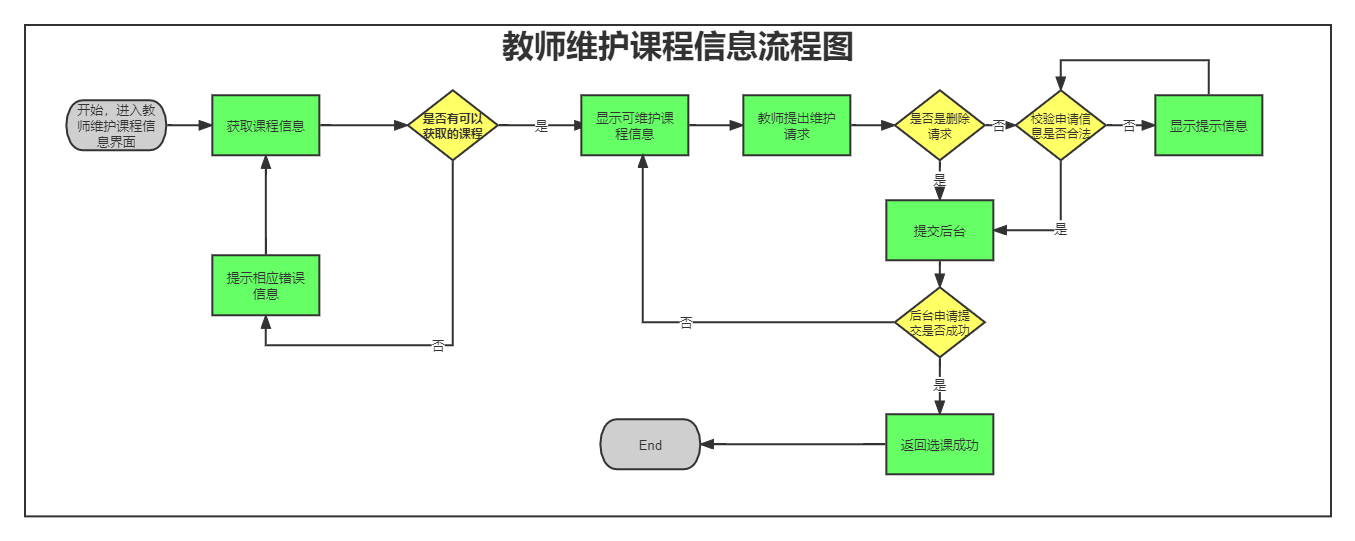 教师维护课程信息流程图
开始，进入教
师维护课程信
息界面
获取课程信息
是否有可以
获取的课程
是
显示可维护课
程信息
教师提出维护
请求
是否是删除
请求
否
校验申请信
息是否合法
否
显示提示信息
是
提交后台
是
提示相应错误
信息
否
后台申请提
交是否成功
否
是
返回选课成功
End